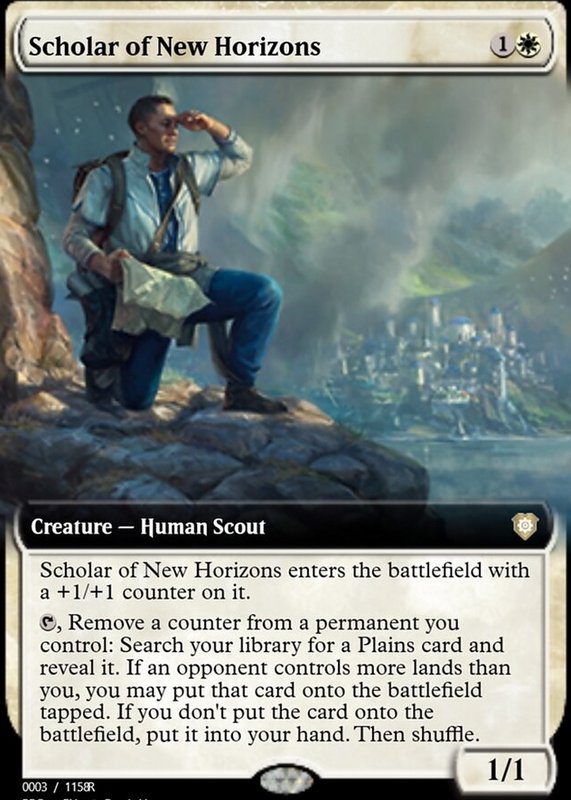 Scholar of New Horizons
1
Creature — Human Scout
Scholar of New Horizons enters the battlefield with
a +1/+1 counter on it.
, Remove a counter from a permanent you
control: Search your library for a Plains card and
reveal it. If an opponent controls more lands than
you, you may put that card onto the battlefield
tapped. If you don't put the card onto the
battlefield, put it into your hand. Then shuffle.
1/1
0003 / 1158R